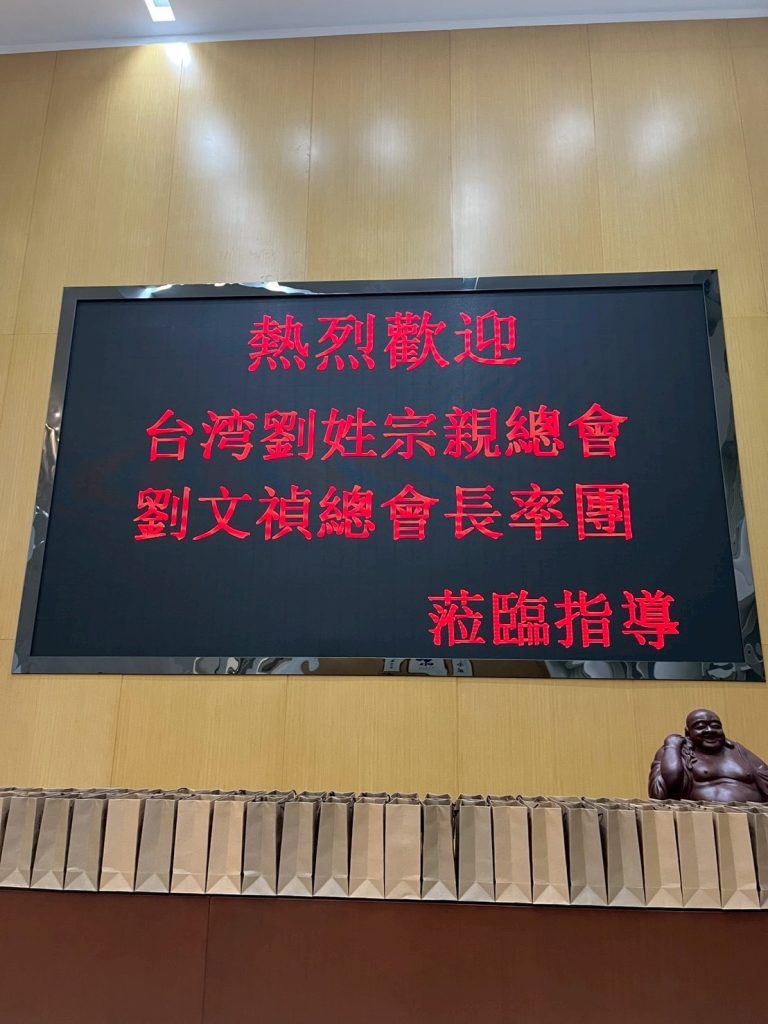 熱烈歡迎
台湾劉姓宗親總會
劉文禎總會長率團
蒞臨指導